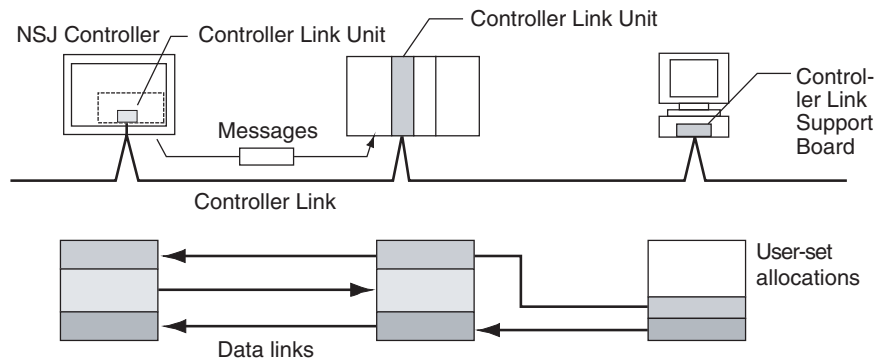 Controller Link Unit
NSJ Controller
Controller Link Unit
Control-
ler Link
Support
Board
Messages
Controller Link
User-set
allocations
Data links